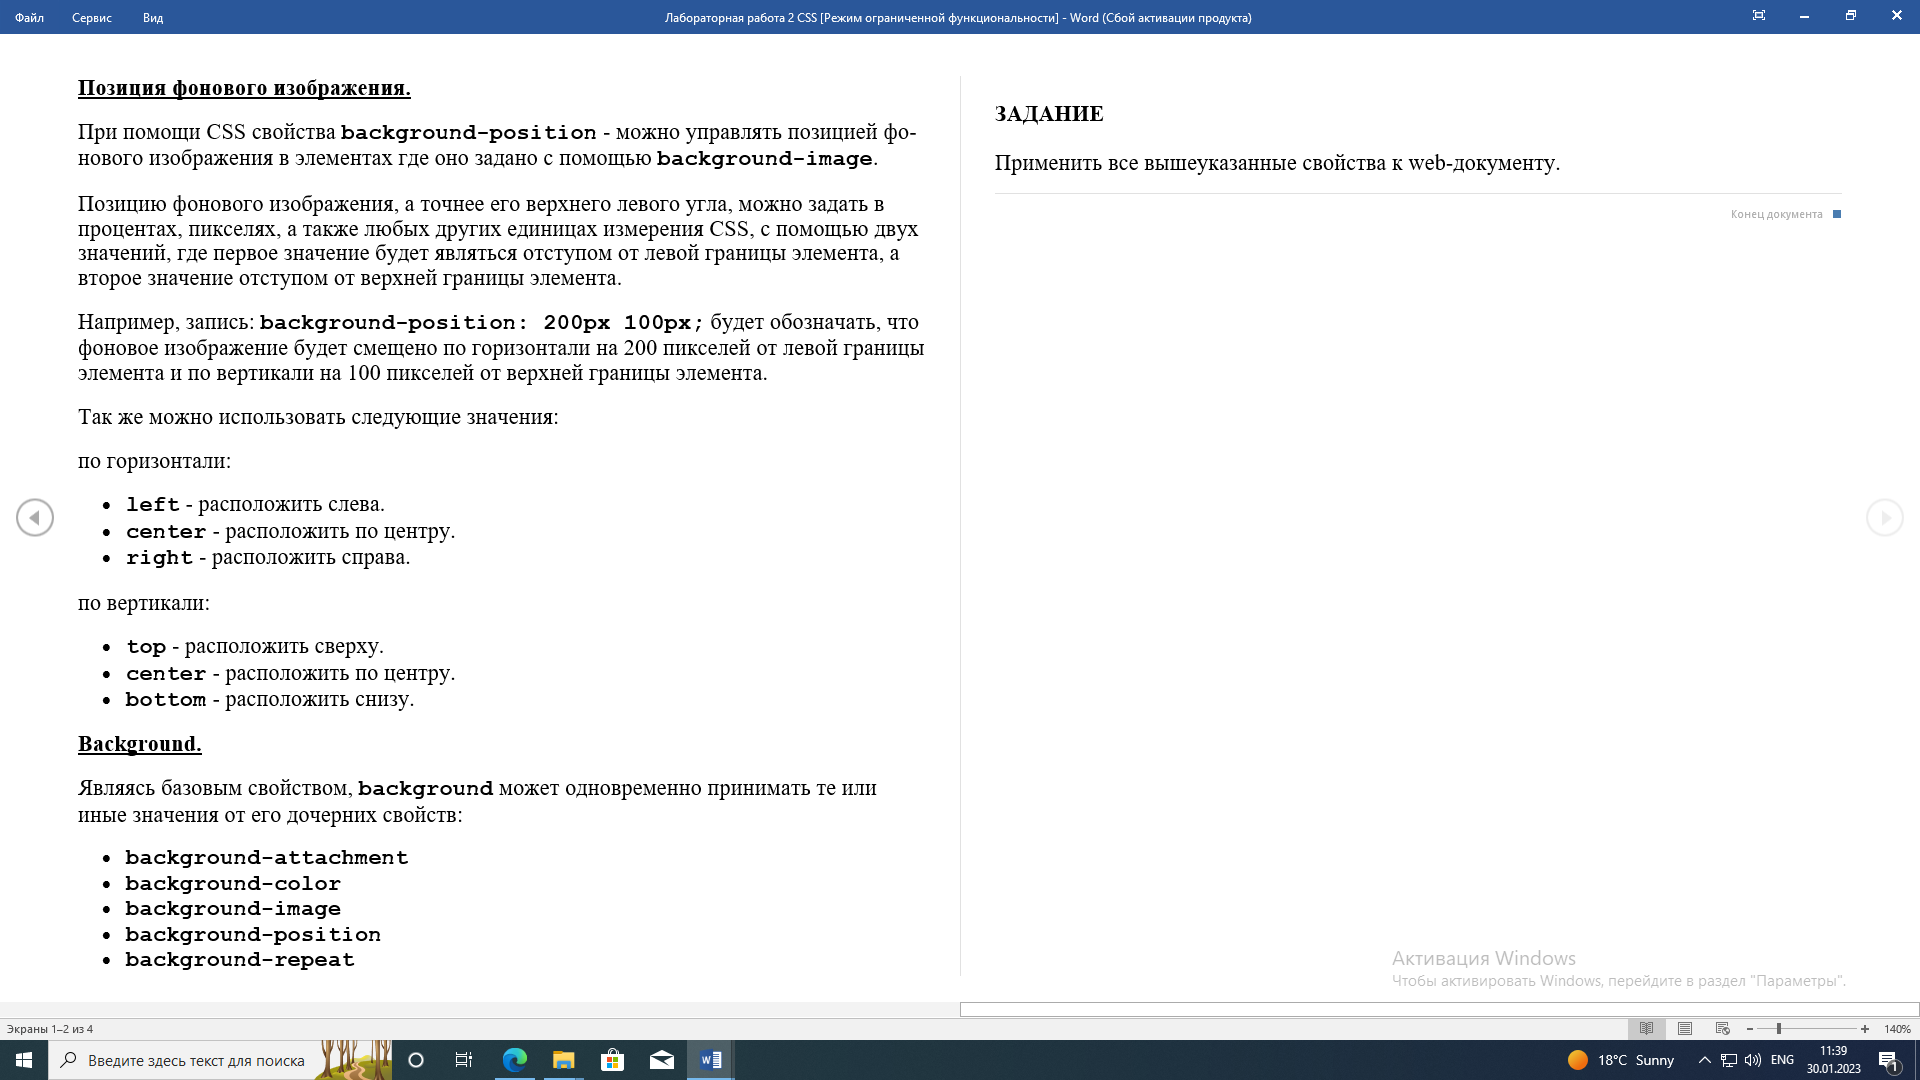 Файл Сервис Вид Лабораторная работа 2 CSS [Режим ограниченной функциональности] - Word (Сбой активации продукта)
Позиция фонового изображения.
При помощи CSS свойства background-position - можно управлять позицией фо-
нового изображения в элементах где оно задано с помощью background-image.
Позицию фонового изображения, а точнее его верхнего левого угла, можно задать в
процентах, пикселях, а также любых других единицах измерения CSS, с помощью двух
значений, где первое значение будет являться отступом от левой границы элемента, а
второе значение отступом от верхней границы элемента.
Например, запись: background-position: 200px 100px; будет обозначать, что
фоновое изображение будет смещено по горизонтали на 200 пикселей от левой границы
элемента и по вертикали на 100 пикселей от верхней границы элемента.
Так же можно использовать следующие значения:
по горизонтали:
• left - расположить слева.
• center - расположить по центру.
• right - расположить справа.
по вертикали:
• top - расположить сверху.
• center - расположить по центру.
• bottom - расположить снизу.
Background.
Являясь базовым свойством, background может одновременно принимать те или
иные значения от его дочерних свойств:
• background-attachment
• background-color
• background-image
• background-position
• background-repeat
ЗАДАНИЕ
Применить все вышеуказанные свойства к web-документу.
Конец документа
Активация Windows
Чтобы активировать Windows, перейдите в раздел "Параметры".
Экраны 1–2 из 4
140%
Введите здесь текст для поиска
18°C Sunny
ENG
11:39
30.01.2023
1